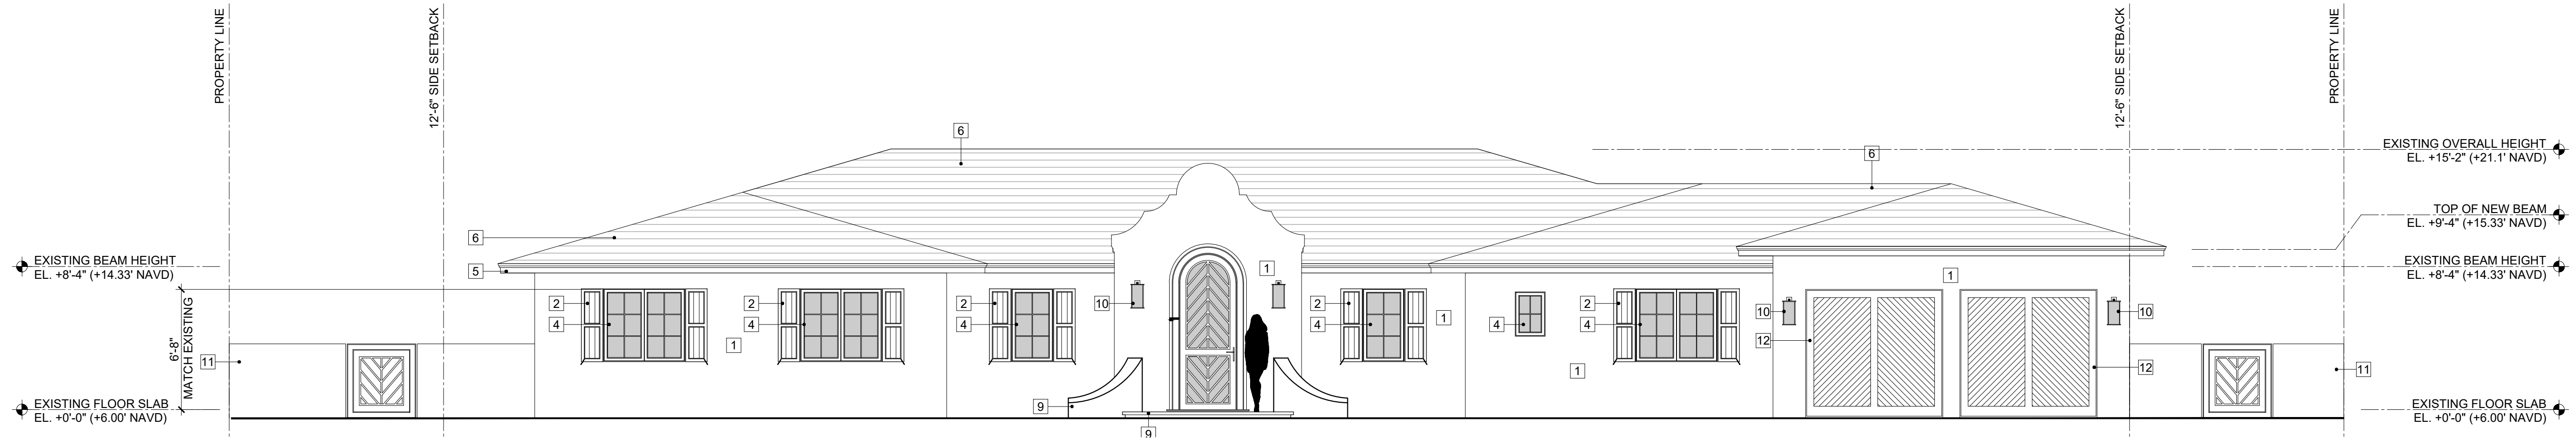 PROPERTY LINE
12'-6" SIDE SETBACK
12'-6" SIDE SETBACK
PROPERTY LINE
6
EXISTING OVERALL HEIGHT
EL. +15'-2" (+21.1' NAVD)
6
TOP OF NEW BEAM
EL. +9'-4" (+15.33' NAVD)
6
EXISTING BEAM HEIGHT
EL. +8'-4" (+14.33' NAVD)
5
1
1
EXISTING BEAM HEIGHT
EL. +8'-4" (+14.33' NAVD)
2
2
2
10
2
2
10
10
4
4
4
4
1
4
4
1
12
6'-8"
MATCH EXISTING
11
1
12
11
9
EXISTING FLOOR SLAB
EL. +0'-0" (+6.00' NAVD)
9
EXISTING FLOOR SLAB
EL. +0'-0" (+6.00' NAVD)